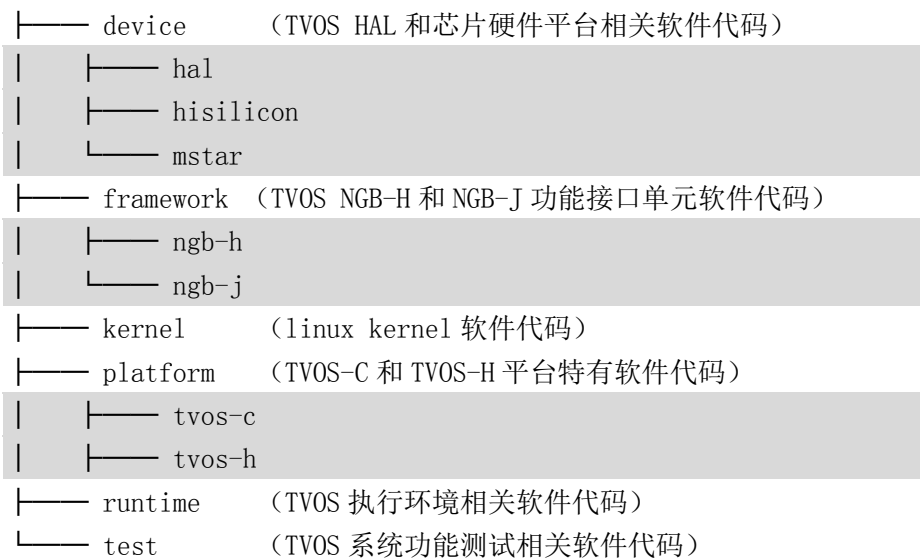 ├── device （TVOS HAL 和芯片硬件平台相关软件代码）
│ ├── hal
│ ├── hisilicon
│ └── mstar
├── framework （TVOS NGB-H 和 NGB-J 功能接口单元软件代码）
│ ├── ngb-h
│ └── ngb-j
├── kernel （linux kernel 软件代码）
├── platform （TVOS-C 和 TVOS-H 平台特有软件代码）
│ ├── tvos-c
│ ├── tvos-h
├── runtime （TVOS 执行环境相关软件代码）
└── test （TVOS 系统功能测试相关软件代码）